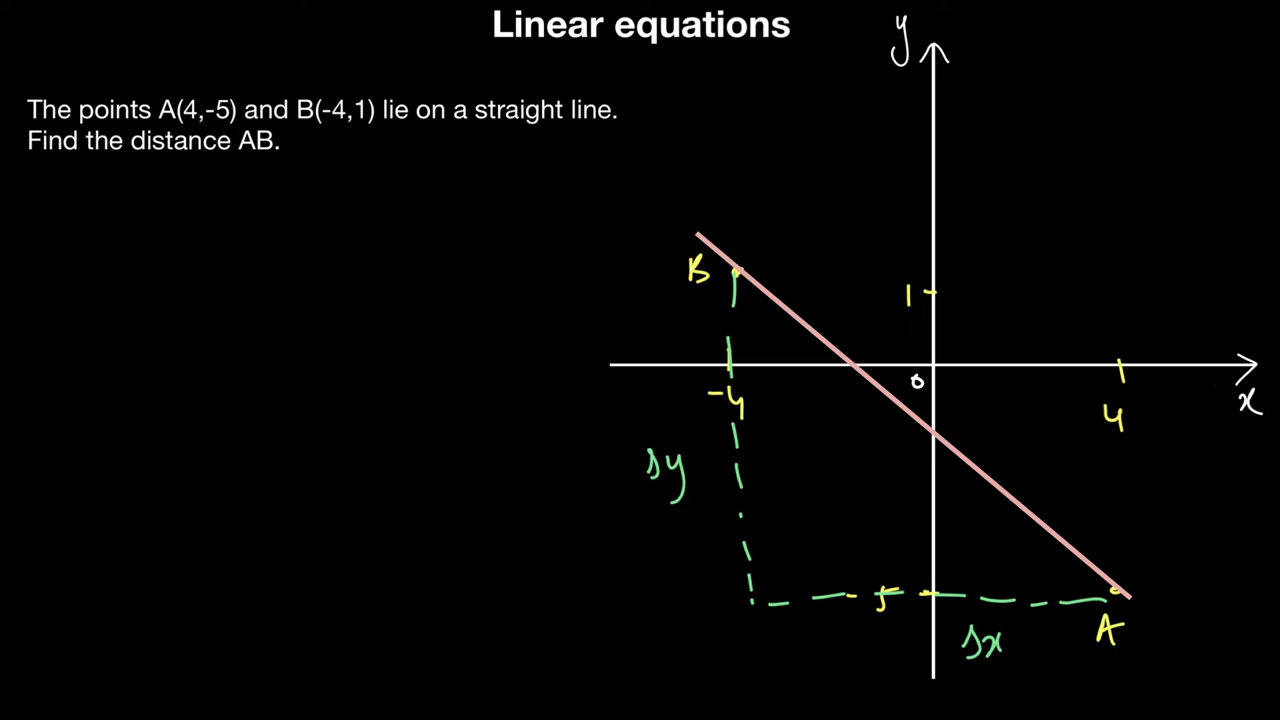 Linear equations
y
The points A(4,-5) and B(-4,1) lie on a straight line.
Find the distance AB.
B
1
0
-4
4
x
Δy
-5
A
Δx